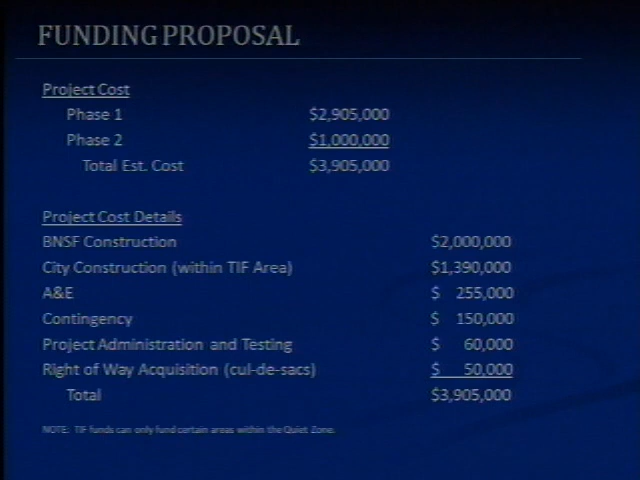 FUNDING PROPOSAL
Project Cost
Phase 1 $2,905,000
Phase 2 $1,000,000
Total Est. Cost $3,905,000
Project Cost Details
BNSF Construction $2,000,000
City Construction (within TIF Area) $1,390,000
A&E $ 255,000
Contingency $ 150,000
Project Administration and Testing $ 60,000
Right of Way Acquisition (cul-de-sacs) $ 50,000
Total $3,905,000
NOTE: TIF funds can only fund certain areas within the Quiet Zone.